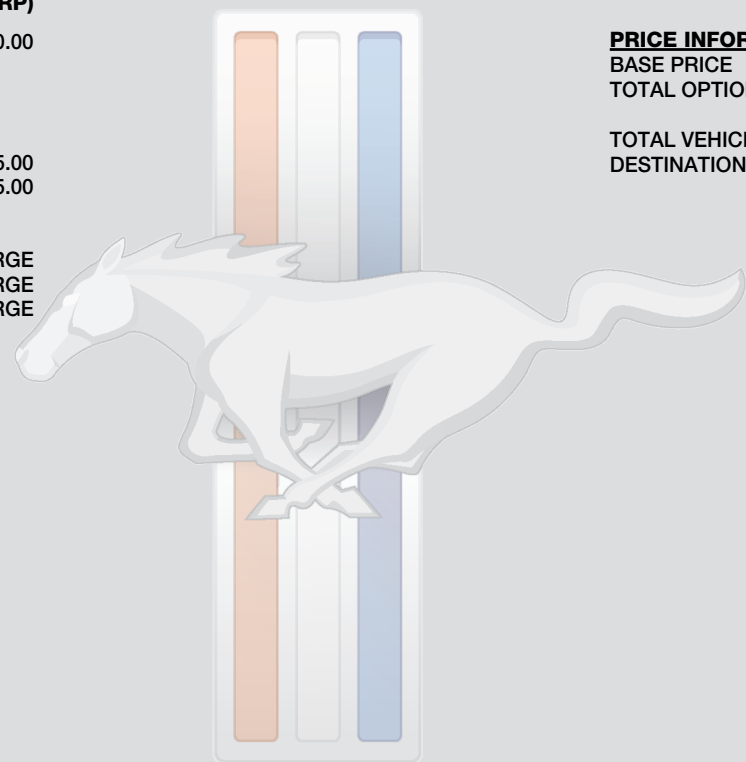 RP)
0.00
5.00
5.00
RGE
RGE
RGE
PRICE INFOR
BASE PRICE
TOTAL OPTIO
TOTAL VEHICL
DESTINATION